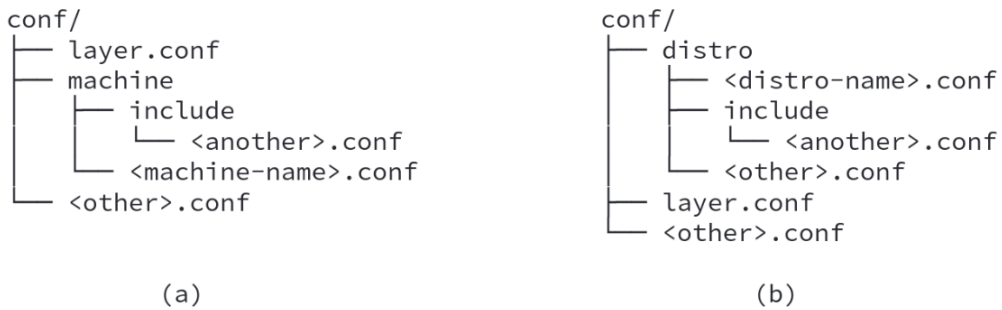 conf/
├── layer.conf
├── machine
│   ├── include
│   │   └── <another>.conf
│   └── <machine-name>.conf
└── <other>.conf
(a)
conf/
├── distro
│   ├── <distro-name>.conf
│   ├── include
│   │   └── <another>.conf
│   └── <other>.conf
├── layer.conf
└── <other>.conf
(b)